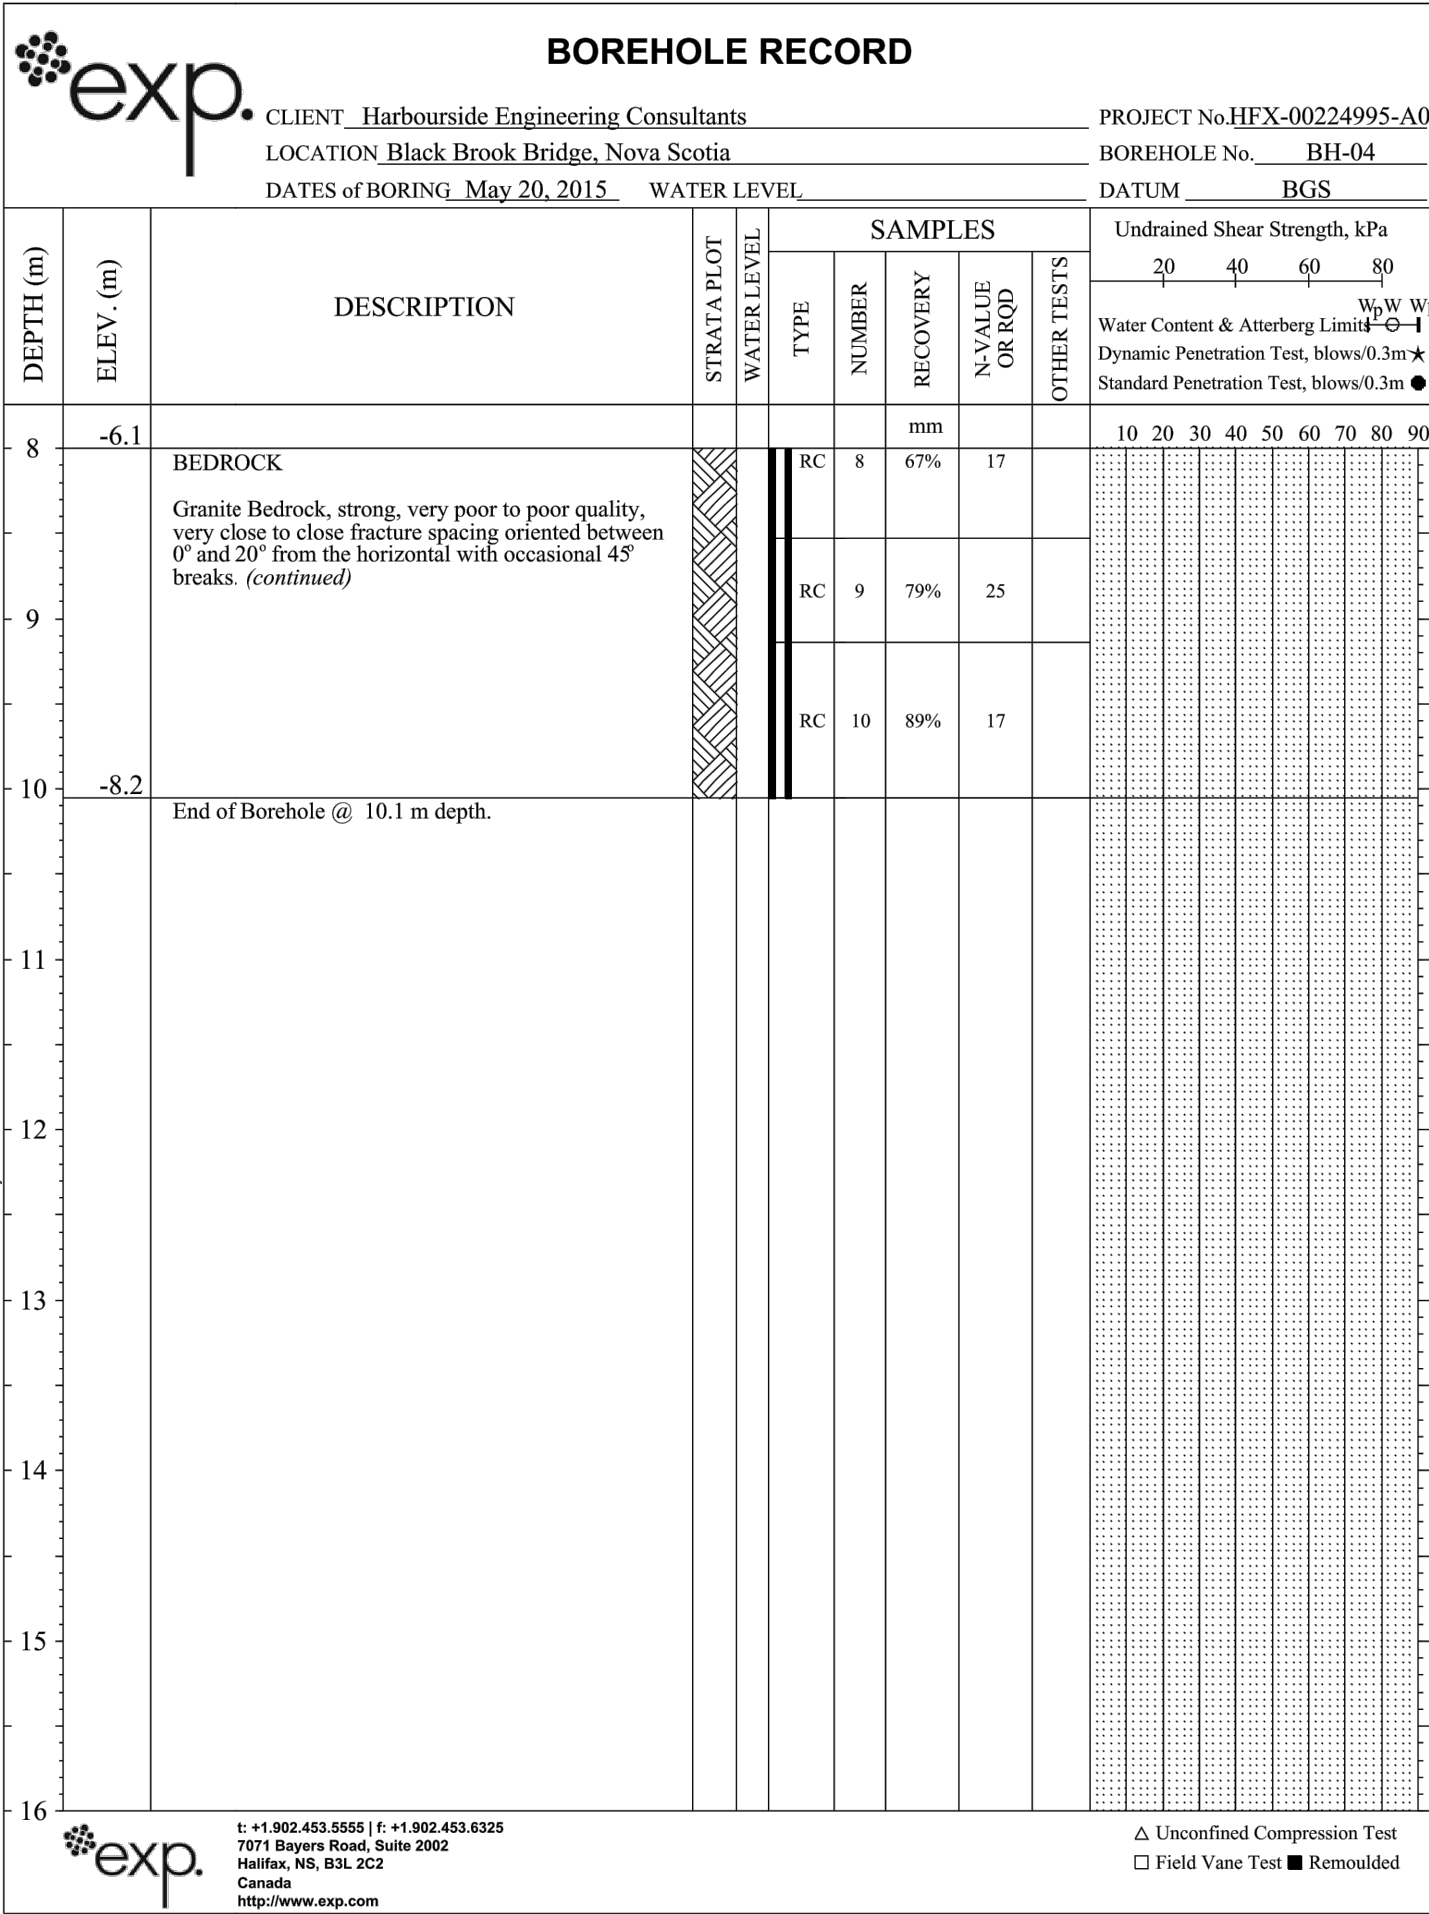 exp.
BOREHOLE RECORD
CLIENT Harbourside Engineering Consultants
PROJECT No. HFX-00224995-A0
LOCATION Black Brook Bridge, Nova Scotia
BOREHOLE No. BH-04
DATES of BORING May 20, 2015 WATER LEVEL
DATUM BGS
DEPTH (m)
ELEV. (m)
DESCRIPTION
STRATA PLOT
WATER LEVEL
SAMPLES
TYPE
NUMBER
RECOVERY
N-VALUE
OR RQD
OTHER TESTS
Undrained Shear Strength, kPa
20 40 60 80
Wp W
Water Content & Atterberg Limits
Dynamic Penetration Test, blows/0.3m ★
Standard Penetration Test, blows/0.3m ●
mm
10 20 30 40 50 60 70 80 90
8 -6.1
BEDROCK
RC 8 67% 17
Granite Bedrock, strong, very poor to poor quality,
very close to close fracture spacing oriented between
0° and 20° from the horizontal with occasional 45°
breaks. (continued)
RC 9 79% 25
9
RC 10 89% 17
10 -8.2
End of Borehole @ 10.1 m depth.
11
12
13
14
15
16
exp.
t: +1.902.453.5555 | f: +1.902.453.6325
7071 Bayers Road, Suite 2002
Halifax, NS, B3L 2C2
Canada
http://www.exp.com
△ Unconfined Compression Test
□ Field Vane Test ■ Remoulded